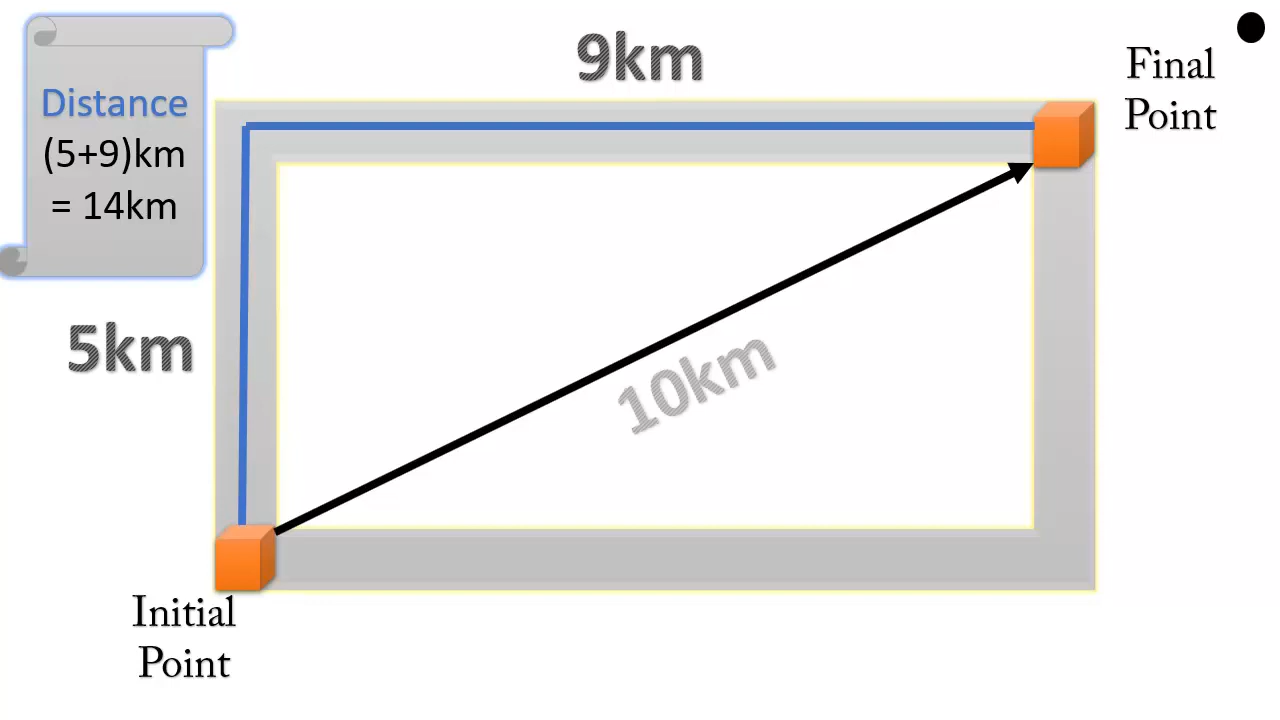 Distance
(5+9)km
= 14km
9km
Final
Point
5km
10km
Initial
Point